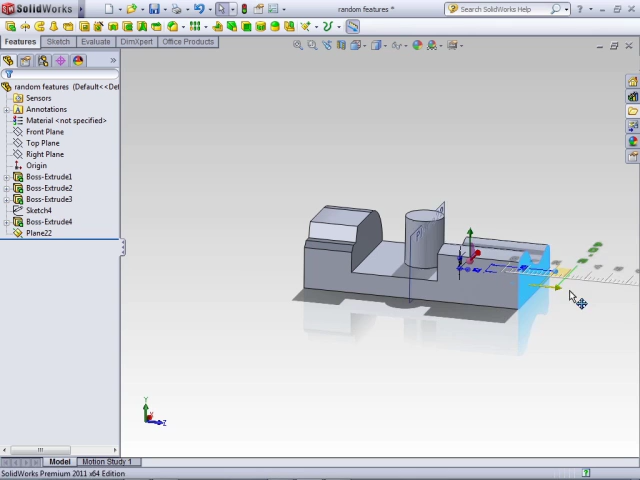 SolidWorks
random features *
Search SolidWorks Help
Features Sketch Evaluate DimXpert Office Products
random features (Default<<Def
Sensors
Annotations
Material <not specified>
Front Plane
Top Plane
Right Plane
Origin
Boss-Extrude1
Boss-Extrude2
Boss-Extrude3
Sketch4
Boss-Extrude4
Plane22
Y
Z
Model Motion Study 1
SolidWorks Premium 2011 x64 Edition